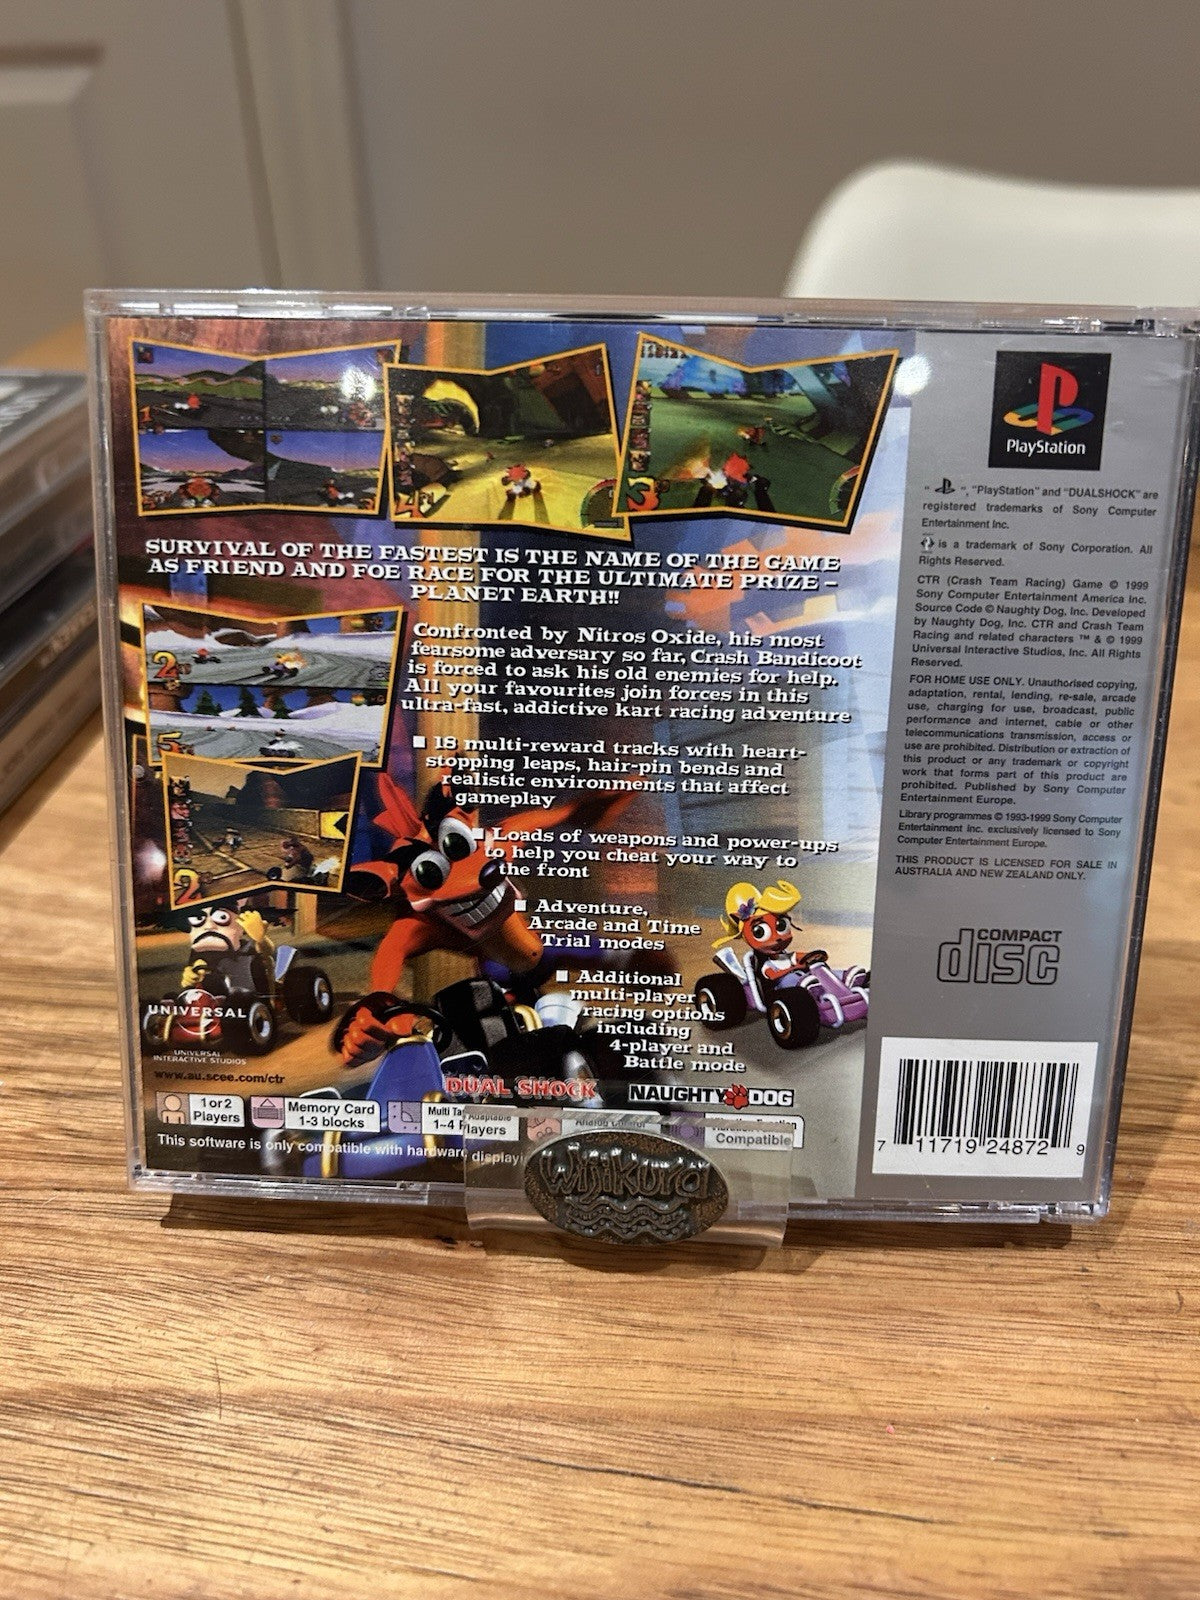 SURVIVAL OF THE FASTEST IS THE NAME OF THE GAME
AS FRIEND AND FOE RACE FOR THE ULTIMATE PRIZE –
PLANET EARTH!!
Confronted by Nitros Oxide, his most
fearsome adversary so far, Crash Bandicoot
is forced to ask his old enemies for help.
All your favourites join forces in this
ultra-fast, addictive kart racing adventure
18 multi-reward tracks with heart-
stopping leaps, hair-pin bends and
realistic environments that affect
gameplay
Loads of weapons and power-ups
to help you cheat your way to
the front
Adventure,
Arcade and Time
Trial modes
Additional
multi-player
racing options
including
4-player and
Battle mode
UNIVERSAL
UNIVERSAL
INTERACTIVE STUDIOS
www.au.scee.com/ctr
DUAL SHOCK
NAUGHTY DOG
1 or 2
Players
Memory Card
1-3 blocks
Multi Tap Adaptable
1–4 Players
Analog Control
Vibration Function
Compatible
This software is only compatible with hardware displayi
Wijikura
PlayStation
" ", "PlayStation" and "DUALSHOCK" are
registered trademarks of Sony Computer
Entertainment Inc.
is a trademark of Sony Corporation. All
Rights Reserved.
CTR (Crash Team Racing) Game © 1999
Sony Computer Entertainment America Inc.
Source Code © Naughty Dog, Inc. Developed
by Naughty Dog, Inc. CTR and Crash Team
Racing and related characters ™ & © 1999
Universal Interactive Studios, Inc. All Rights
Reserved.
FOR HOME USE ONLY. Unauthorised copying,
adaptation, rental, lending, re-sale, arcade
use, charging for use, broadcast, public
performance and internet, cable or other
telecommunications transmission, access or
use are prohibited. Distribution or extraction of
this product or any trademark or copyright
work that forms part of this product are
prohibited. Published by Sony Computer
Entertainment Europe.
Library programmes © 1993-1999 Sony Computer
Entertainment Inc. exclusively licensed to Sony
Computer Entertainment Europe.
THIS PRODUCT IS LICENSED FOR SALE IN
AUSTRALIA AND NEW ZEALAND ONLY.
COMPACT
disc
7 11719 24872 9